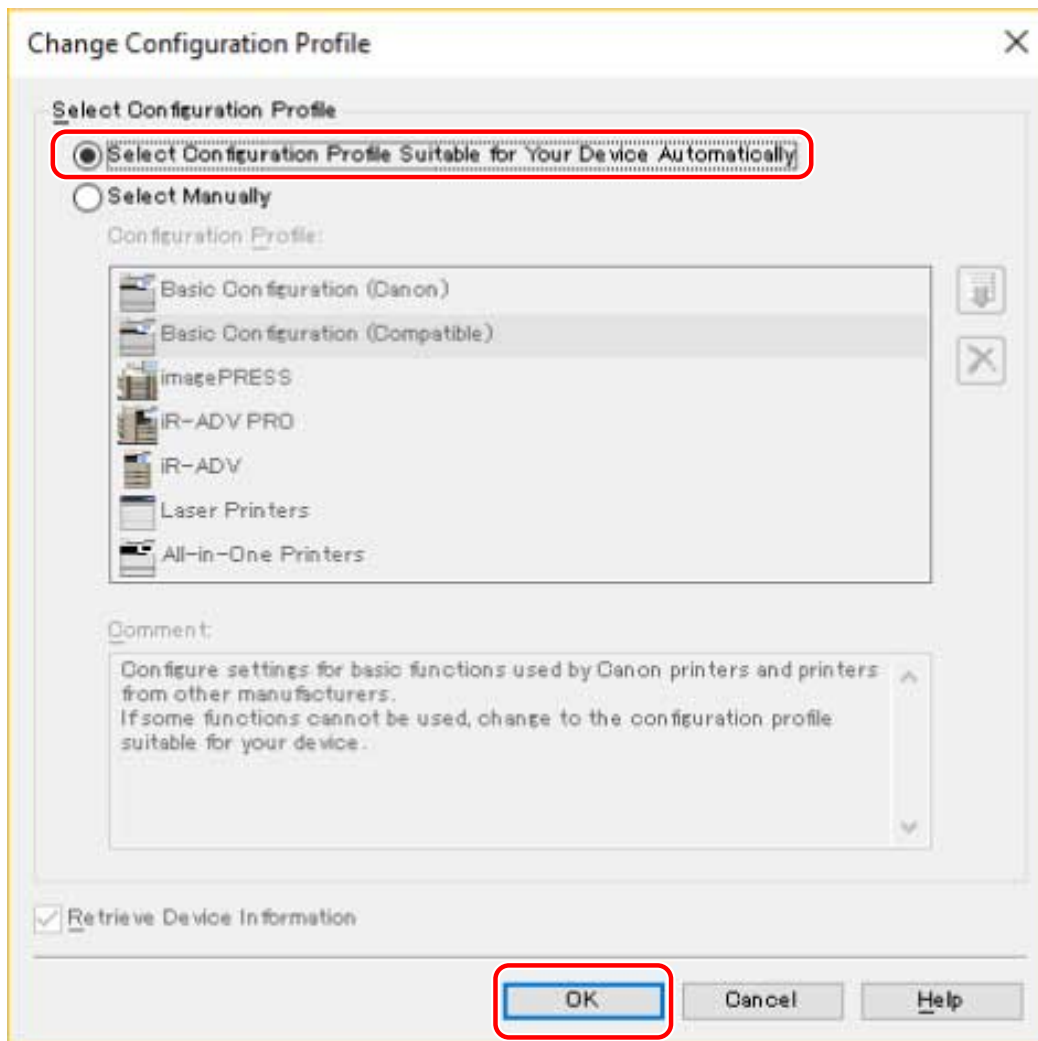 Change Configuration Profile
Select Configuration Profile
Select Configuration Profile Suitable for Your Device Automatically
Select Manually
Configuration Profile:
Basic Configuration (Canon)
Basic Configuration (Compatible)
imagePRESS
iR-ADV PRO
iR-ADV
Laser Printers
All-in-One Printers
Comment:
Configure settings for basic functions used by Canon printers and printers
from other manufacturers.
If some functions cannot be used, change to the configuration profile
suitable for your device.
Retrieve Device Information
OK Cancel Help